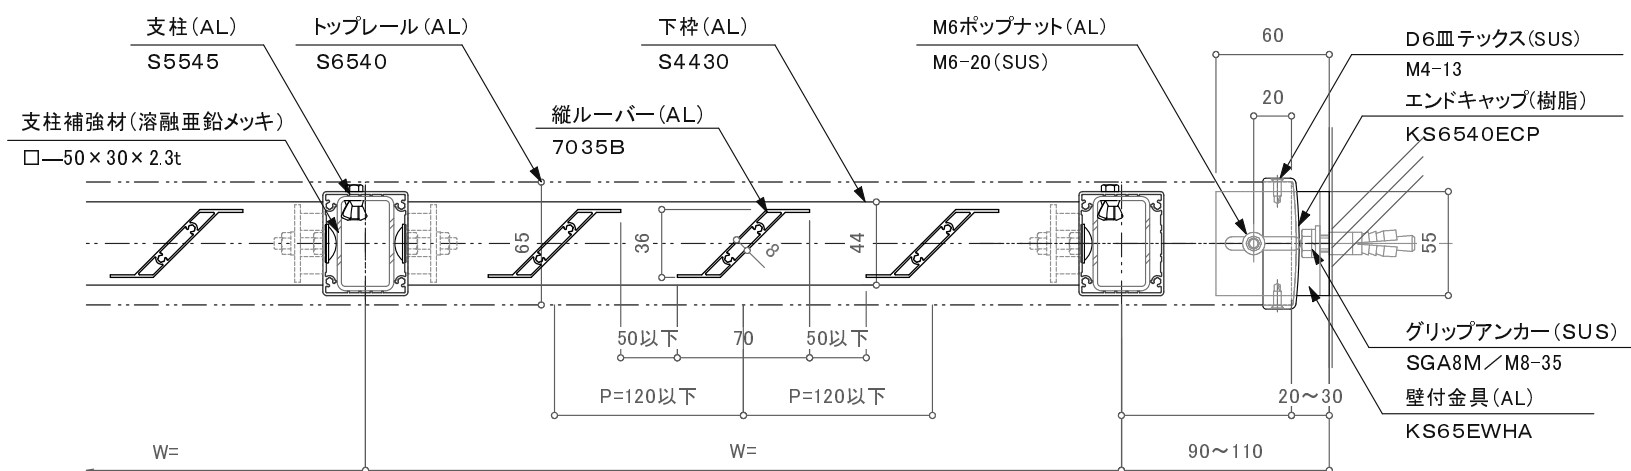 支柱(AL)
S5545
トップレール(AL)
S6540
下枠(AL)
S4430
M6ポップナット(AL)
M6-20(SUS)
60
D6皿テックス(SUS)
M4-13
20
エンドキャップ(樹脂)
KS6540ECP
支柱補強材(溶融亜鉛メッキ)
□—50×30×2.3t
縦ルーバー(AL)
7035B
65
36
8
44
55
50以下
70
50以下
グリップアンカー(SUS)
SGA8M/M8-35
P=120以下
P=120以下
20～30
壁付金具(AL)
KS65EWHA
W=
W=
90～110